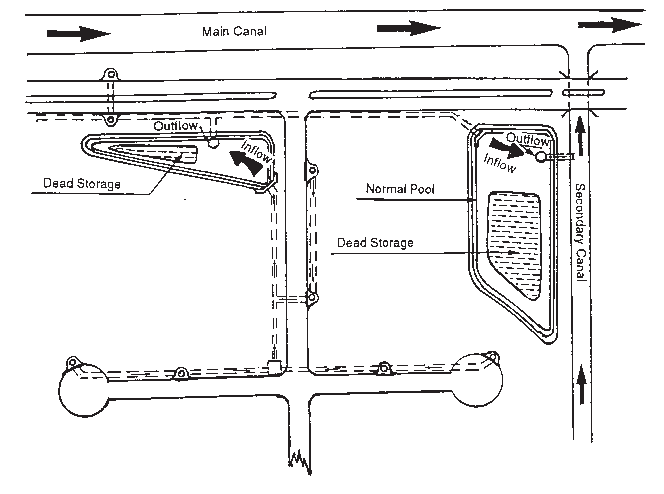 Main Canal
Outflow
Inflow
Outflow
Inflow
Dead Storage
Normal Pool
Dead Storage
Secondary Canal